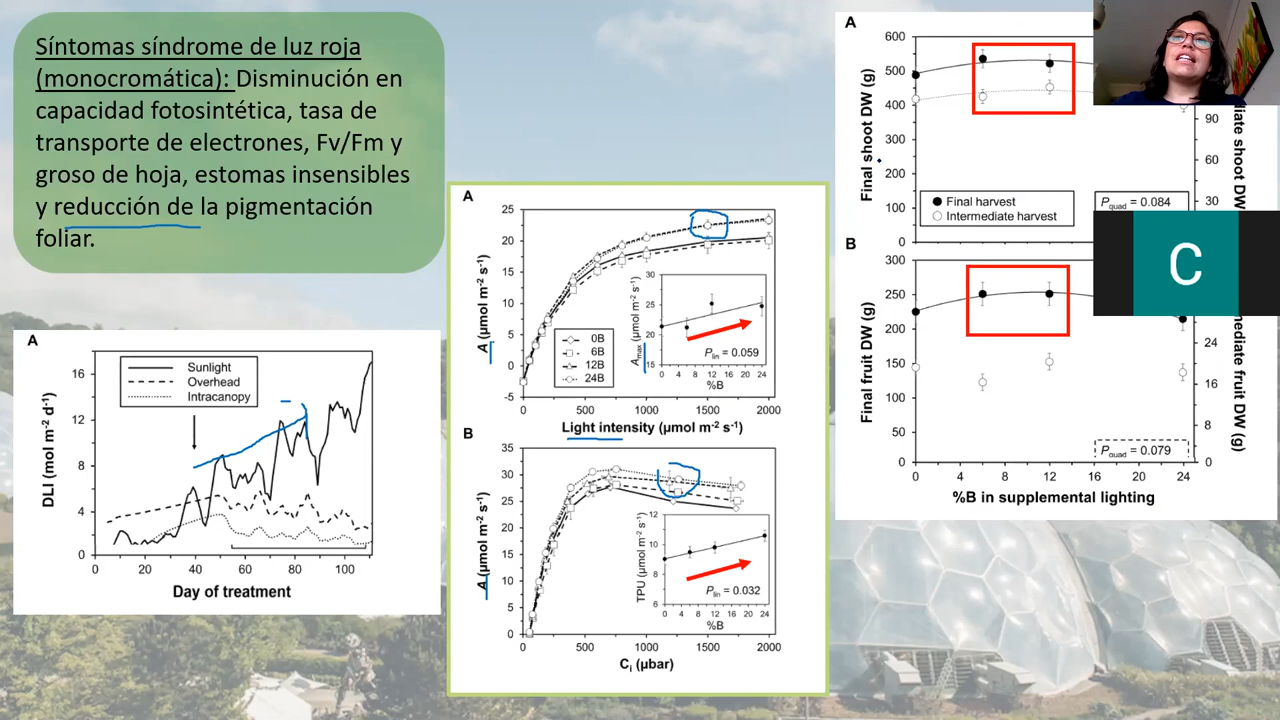 Síntomas síndrome de luz roja
(monocromática): Disminución en
capacidad fotosintética, tasa de
transporte de electrones, Fv/Fm y
groso de hoja, estomas insensibles
y reducción de la pigmentación
foliar.
A
DLI (mol m⁻² d⁻¹)
16
12
8
4
0
Sunlight
Overhead
Intracanopy
0 20 40 60 80 100
Day of treatment
A
A (µmol m⁻² s⁻¹)
25
20
15
10
5
0
-5
0B
6B
12B
24B
Amax (µmol m⁻² s⁻¹)
30
25
20
15
Plin = 0.059
0 4 8 12 16 20 24
%B
0 500 1000 1500 2000
Light intensity (µmol m⁻² s⁻¹)
B
A (µmol m⁻² s⁻¹)
35
30
25
20
15
10
5
0
TPU (µmol m⁻² s⁻¹)
12
10
8
6
Plin = 0.032
0 4 8 12 16 20 24
%B
0 500 1000 1500 2000
Ci (µbar)
A
Final shoot DW (g)
600
500
400
300
200
100
0
Final harvest
Intermediate harvest
Pquad = 0.084
90
60
30
diate shoot DW
C
B
Final fruit DW (g)
300
250
200
150
100
50
0
Pquad = 0.079
24
16
8
0
mediate fruit DW (g)
0 4 8 12 16 20 24
%B in supplemental lighting